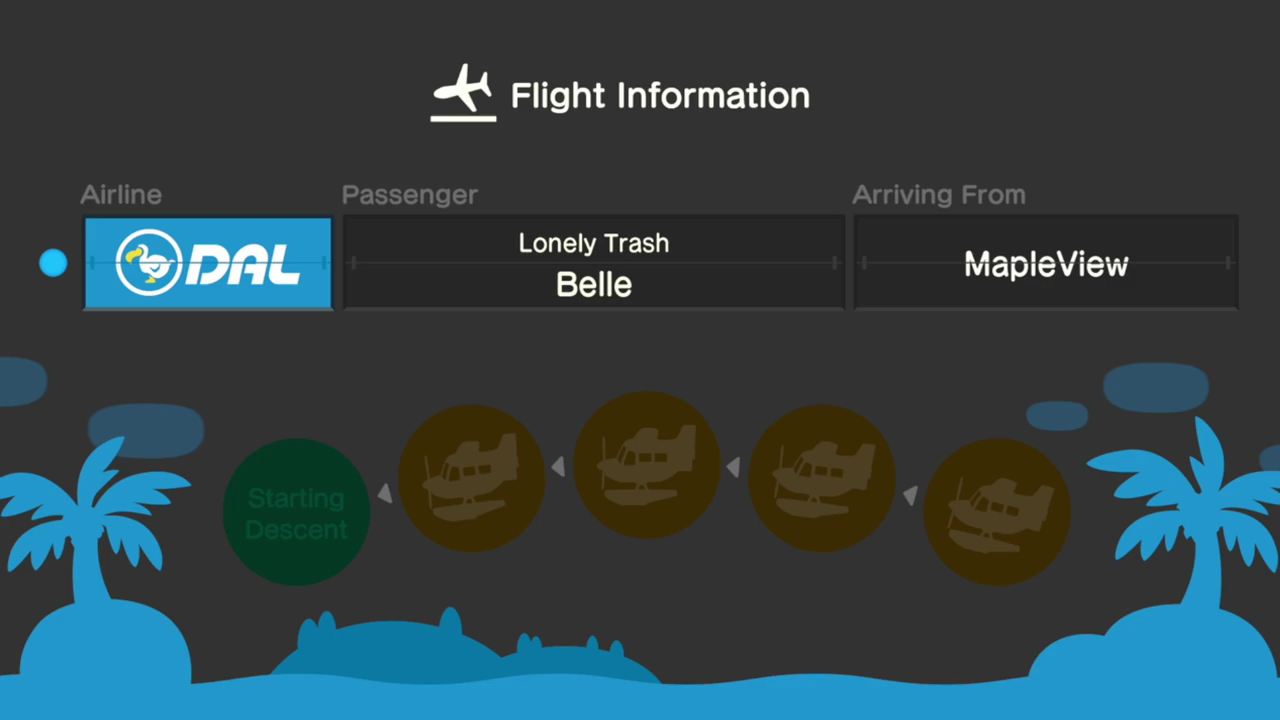 Flight Information
Airline
Passenger
Arriving From
DAL
Lonely Trash
Belle
MapleView
Starting
Descent